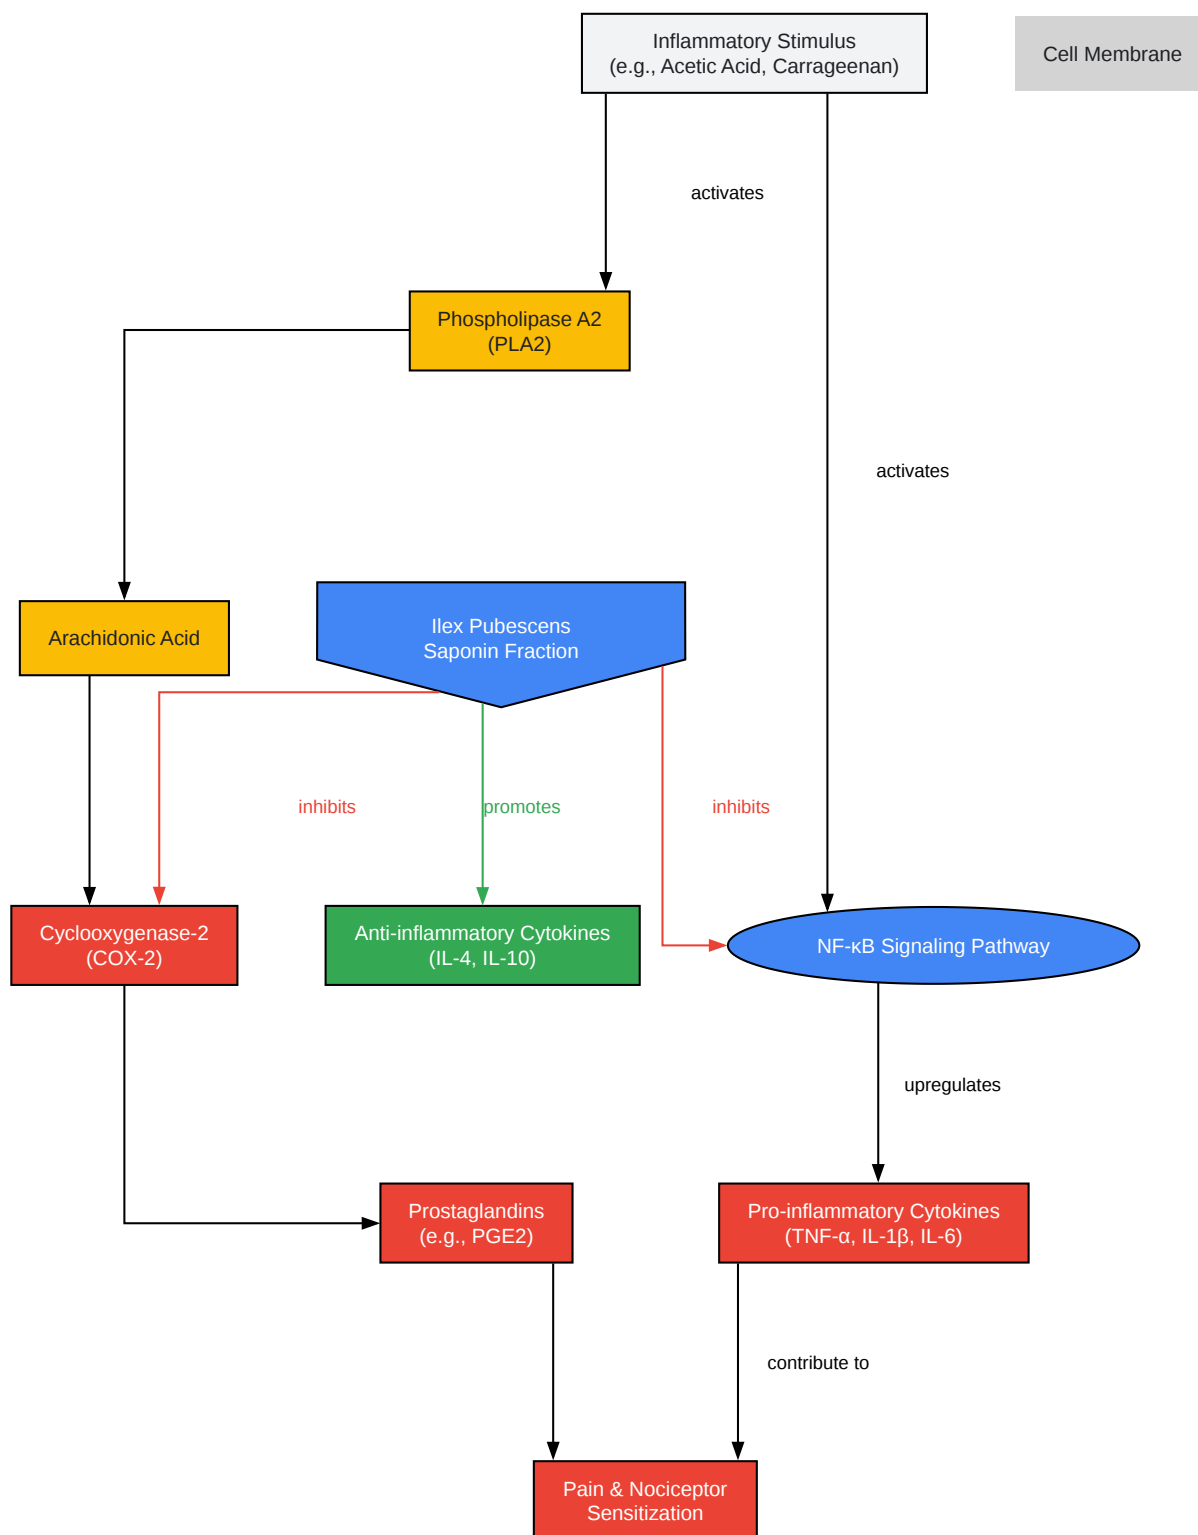 Inflammatory Stimulus
(e.g., Acetic Acid, Carrageenan)
Cell Membrane
activates
Phospholipase A2
(PLA2)
activates
Arachidonic Acid
Ilex Pubescens
Saponin Fraction
inhibits
promotes
inhibits
Cyclooxygenase-2
(COX-2)
Anti-inflammatory Cytokines
(IL-4, IL-10)
NF-κB Signaling Pathway
upregulates
Prostaglandins
(e.g., PGE2)
Pro-inflammatory Cytokines
(TNF-α, IL-1β, IL-6)
contribute to
Pain & Nociceptor
Sensitization